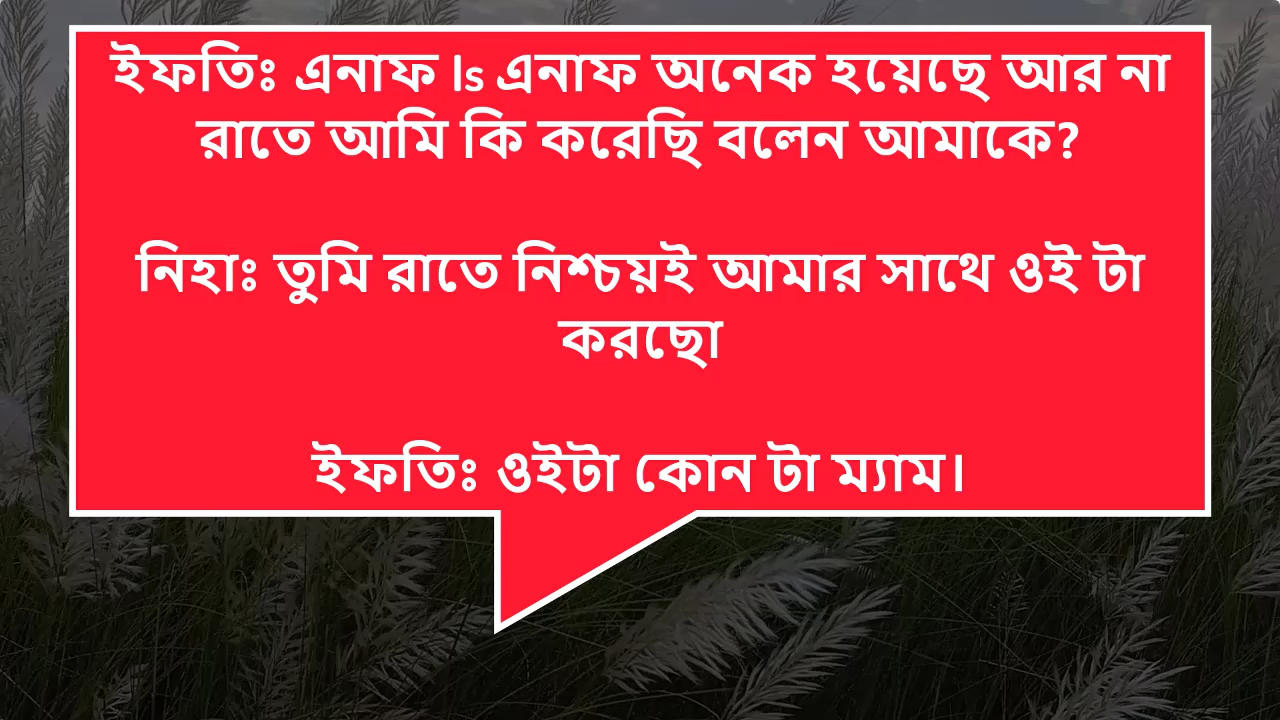 ইফতিঃ এনাফ Is এনাফ অনেক হয়েছে আর না
রাতে আমি কি করেছি বলেন আমাকে?
নিহাঃ তুমি রাতে নিশ্চয়ই আমার সাথে ওই টা
করছো
ইফতিঃ ওইটা কোন টা ম্যাম।